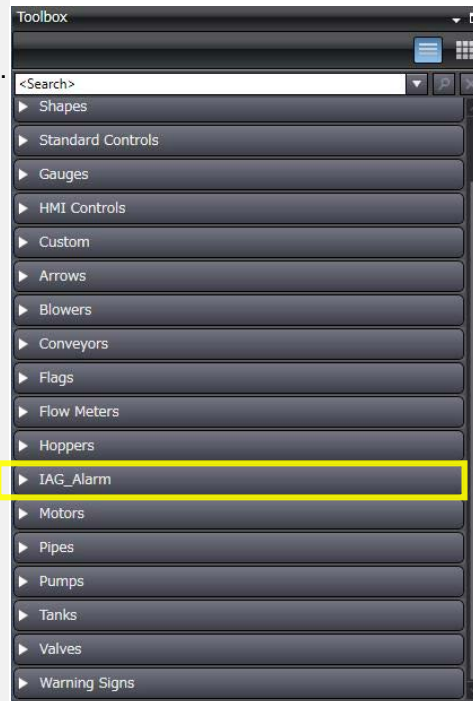 Toolbox
.
<Search>
Shapes
Standard Controls
Gauges
HMI Controls
Custom
Arrows
Blowers
Conveyors
Flags
Flow Meters
Hoppers
IAG_Alarm
Motors
Pipes
Pumps
Tanks
Valves
Warning Signs